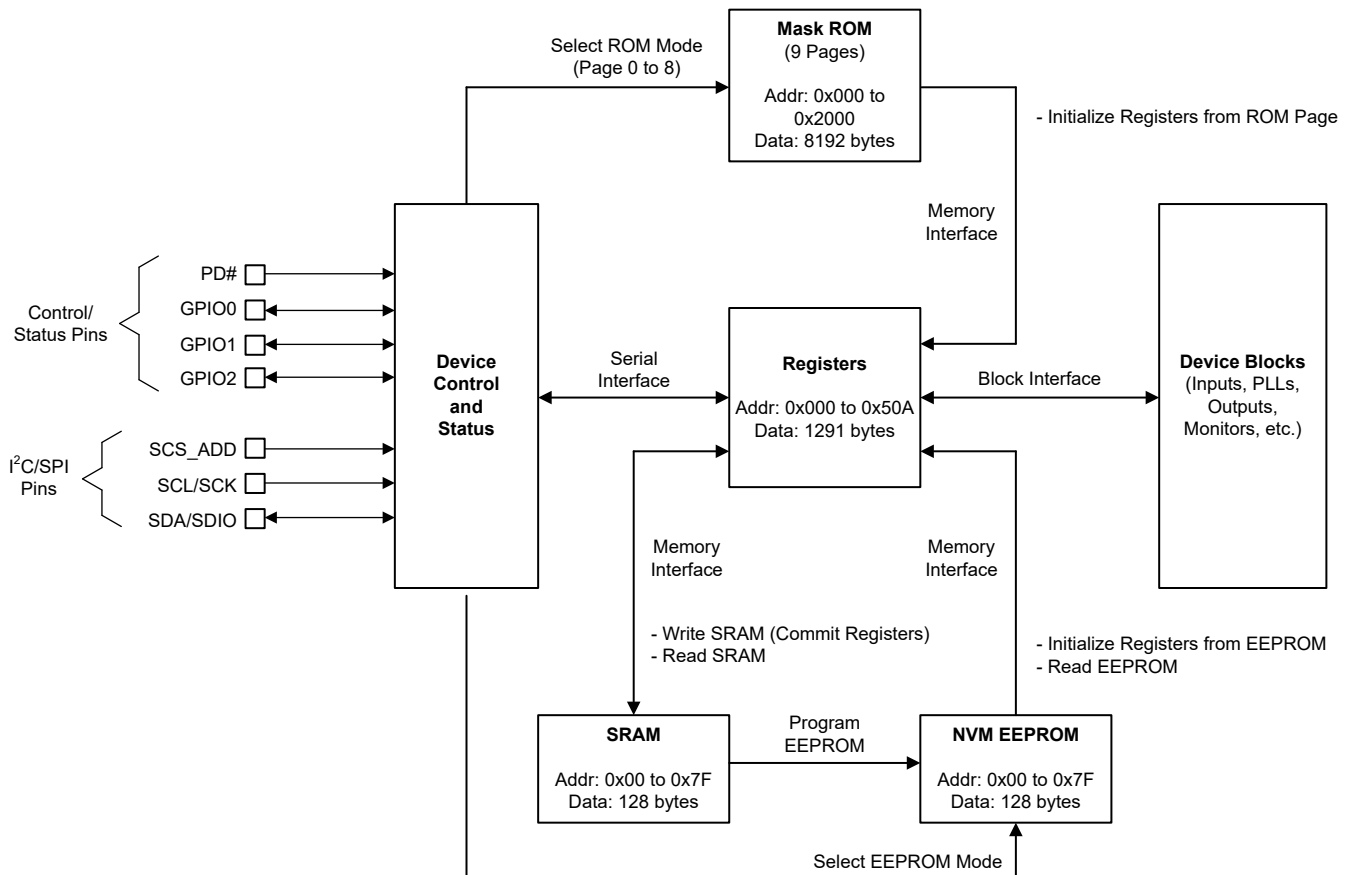 Mask ROM
(9 Pages)
Addr: 0x000 to
0x2000
Data: 8192 bytes
Select ROM Mode
(Page 0 to 8)
- Initialize Registers from ROM Page
Memory
Interface
Control/
Status Pins
PD#
GPIO0
GPIO1
GPIO2
I²C/SPI
Pins
SCS_ADD
SCL/SCK
SDA/SDIO
Device
Control
and
Status
Serial
Interface
Registers
Addr: 0x000 to 0x50A
Data: 1291 bytes
Block Interface
Device Blocks
(Inputs, PLLs,
Outputs,
Monitors, etc.)
Memory
Interface
- Write SRAM (Commit Registers)
- Read SRAM
Memory
Interface
- Initialize Registers from EEPROM
- Read EEPROM
SRAM
Addr: 0x00 to 0x7F
Data: 128 bytes
Program
EEPROM
NVM EEPROM
Addr: 0x00 to 0x7F
Data: 128 bytes
Select EEPROM Mode